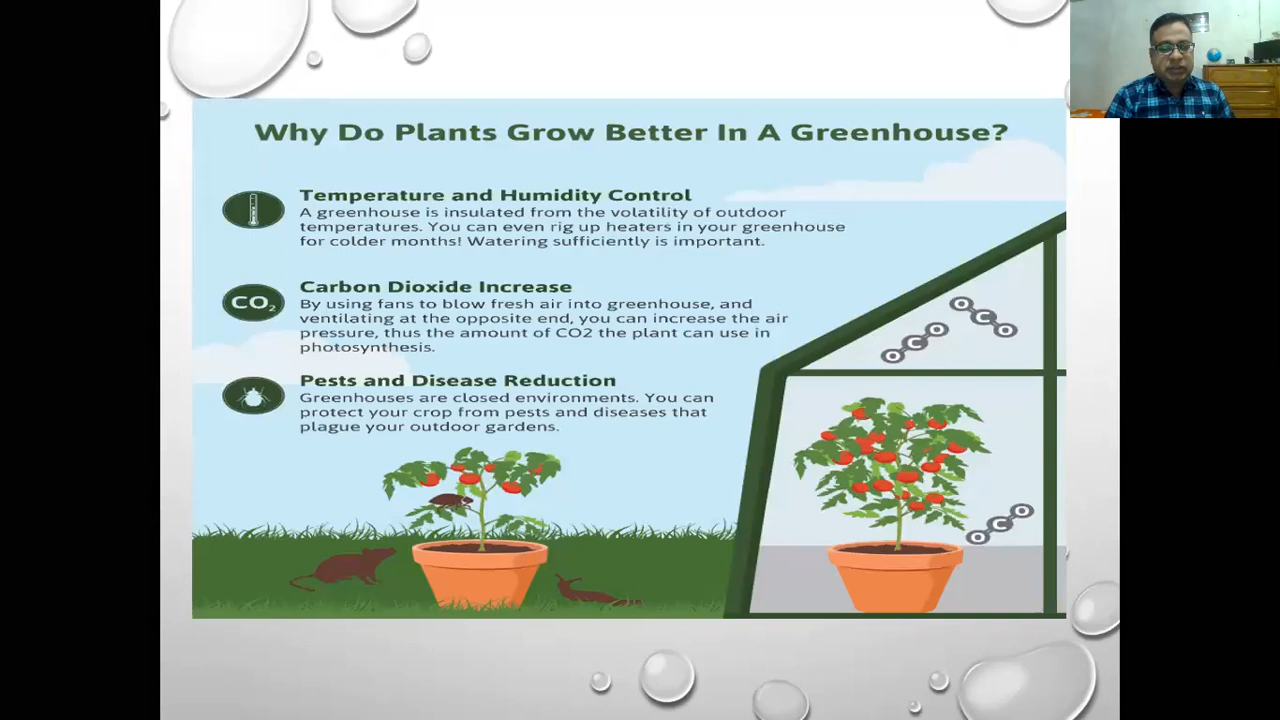 Why Do Plants Grow Better In A Greenhouse?
Temperature and Humidity Control
A greenhouse is insulated from the volatility of outdoor
temperatures. You can even rig up heaters in your greenhouse
for colder months! Watering sufficiently is important.
CO2
Carbon Dioxide Increase
By using fans to blow fresh air into greenhouse, and
ventilating at the opposite end, you can increase the air
pressure, thus the amount of CO2 the plant can use in
photosynthesis.
Pests and Disease Reduction
Greenhouses are closed environments. You can
protect your crop from pests and diseases that
plague your outdoor gardens.
O C O
O C O
O C O